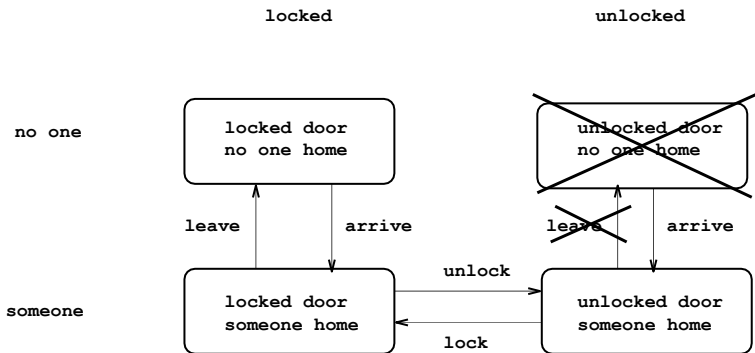 locked unlocked
no one
locked door
no one home
unlocked door
no one home
leave arrive leave arrive
unlock
someone
locked door
someone home
unlocked door
someone home
lock